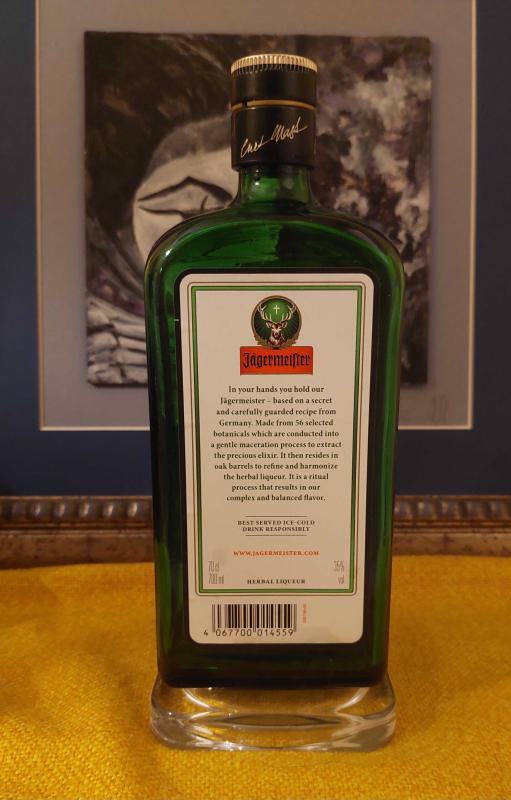 Curt Mast
Jägermeister
In your hands you hold our
Jägermeister – based on a secret
and carefully guarded recipe from
Germany. Made from 56 selected
botanicals which are conducted into
a gentle maceration process to extract
the precious elixir. It then resides in
oak barrels to refine and harmonize
the herbal liqueur. It is a ritual
process that results in our
complex and balanced flavor.
BEST SERVED ICE-COLD
DRINK RESPONSIBLY
WWW.JAGERMEISTER.COM
70 cl
35%
700 ml
HERBAL LIQUEUR
vol
4 067700 014559